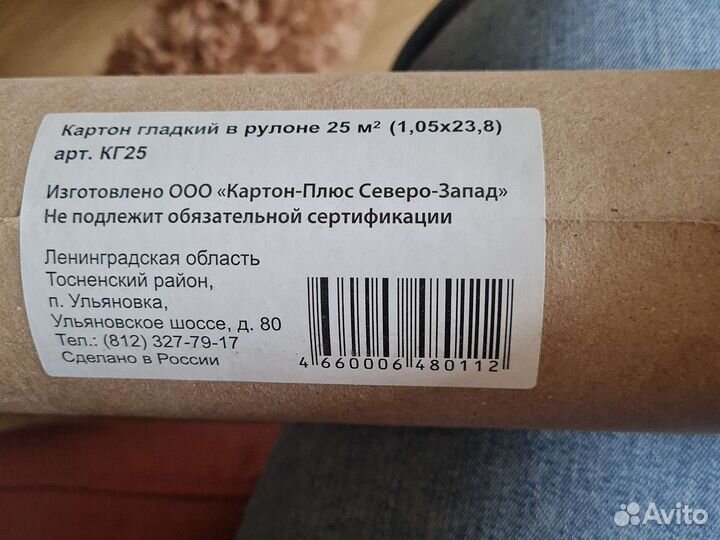 Картон гладкий в рулоне 25 м² (1,05х23,8)
арт. КГ25
Изготовлено ООО «Картон-Плюс Северо-Запад»
Не подлежит обязательной сертификации
Ленинградская область
Тосненский район,
п. Ульяновка,
Ульяновское шоссе, д. 80
Тел.: (812) 327-79-17
Сделано в России
4 660006 480112
Avito